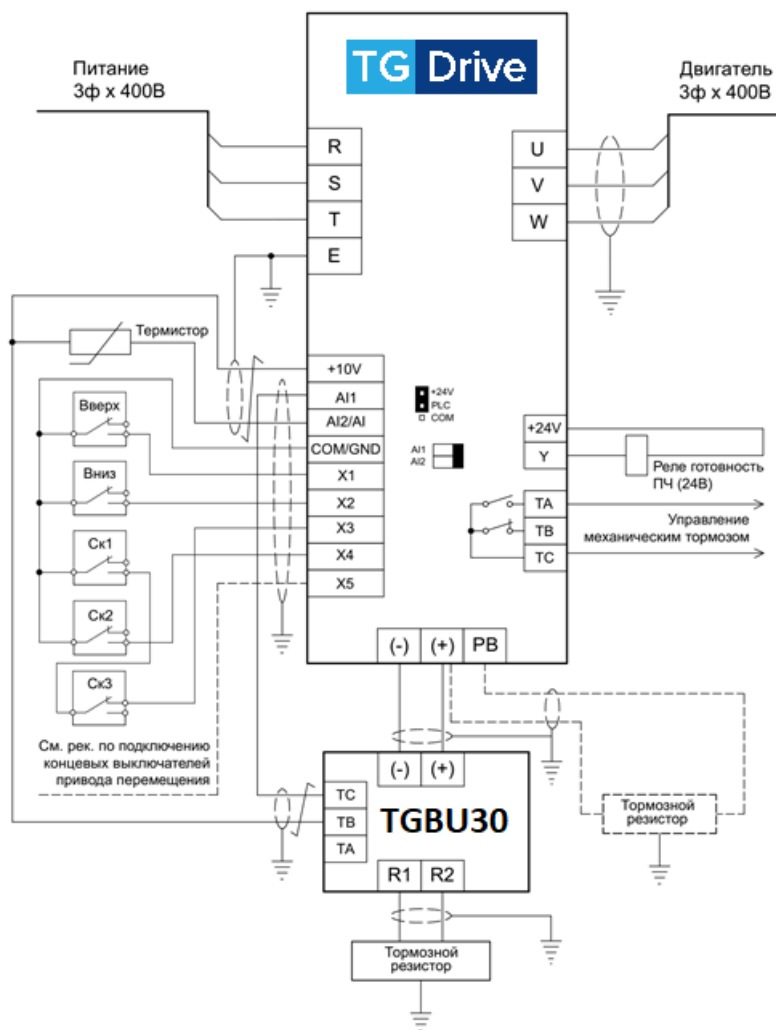 TG Drive
Питание
3ф x 400В
Двигатель
3ф x 400В
R
S
T
E
U
V
W
Термистор
+10V
AI1
AI2/AI
COM/GND
X1
X2
X3
X4
X5
+24V
PLC
COM
AI1
AI2
+24V
Y
Реле готовность
ПЧ (24В)
TA
TB
TC
Управление
механическим тормозом
Вверх
Вниз
Ск1
Ск2
Ск3
См. рек. по подключению
концевых выключателей
привода перемещения
(-)
(+)
PB
(-)
(+)
TC
TB
TA
TGBU30
R1
R2
Тормозной
резистор
Тормозной
резистор